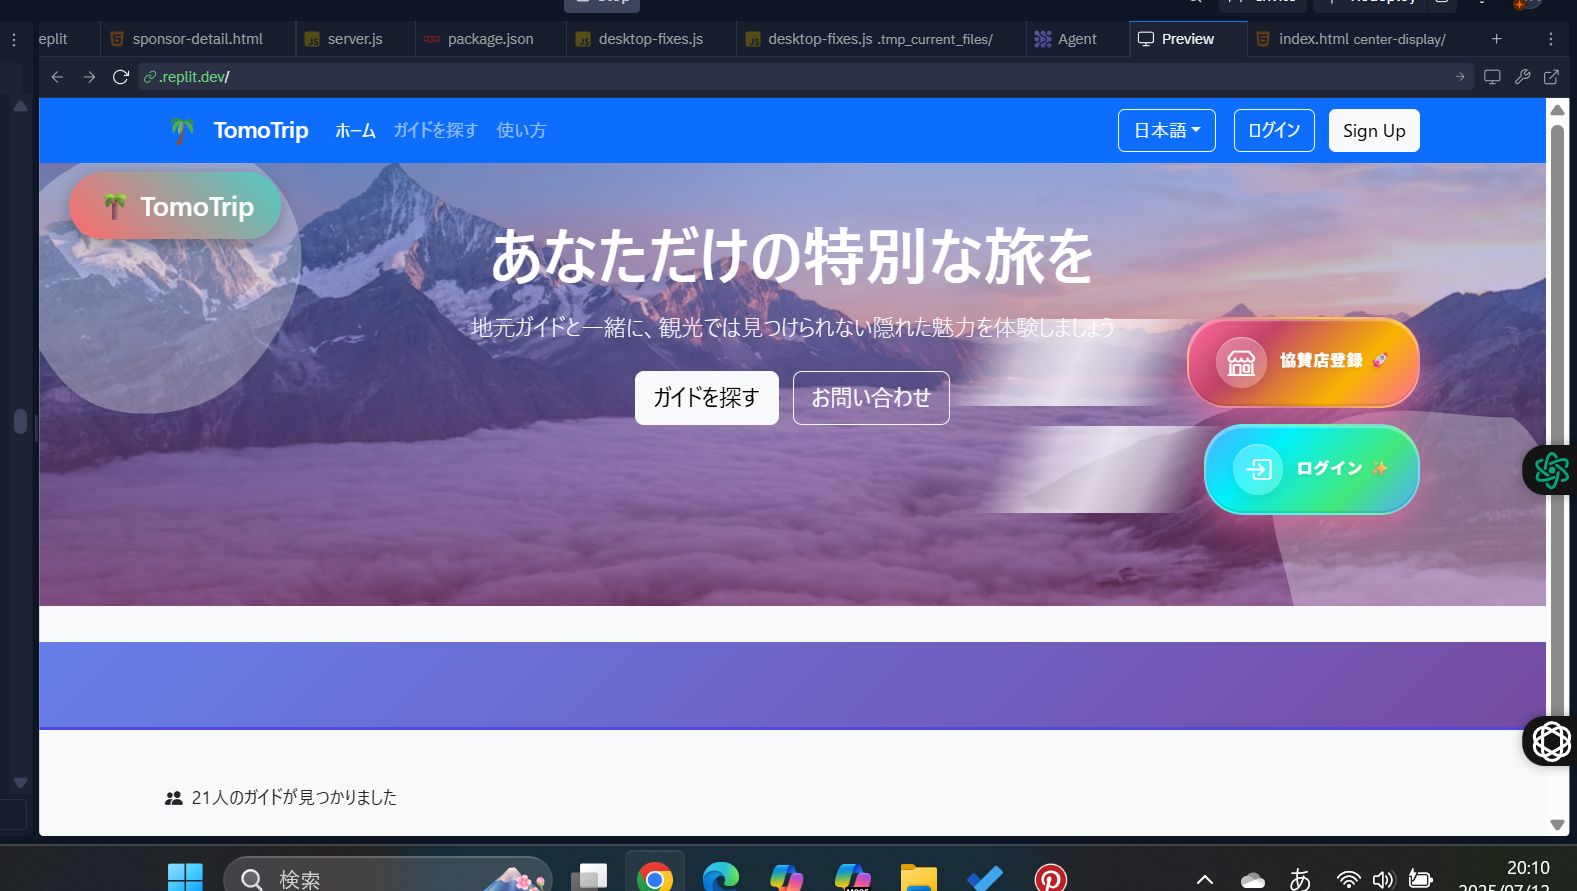 eplit
sponsor-detail.html
server.js
package.json
desktop-fixes.js
desktop-fixes.js .tmp_current_files/
Agent
Preview
index.html center-display/
.replit.dev/
TomoTrip
ホーム
ガイドを探す
使い方
日本語
ログイン
Sign Up
TomoTrip
あなただけの特別な旅を
地元ガイドと一緒に、観光では見つけられない隠れた魅力を体験しましょう
ガイドを探す
お問い合わせ
協賛店登録 🚀
ログイン ✨
21人のガイドが見つかりました
検索
あ
20:10